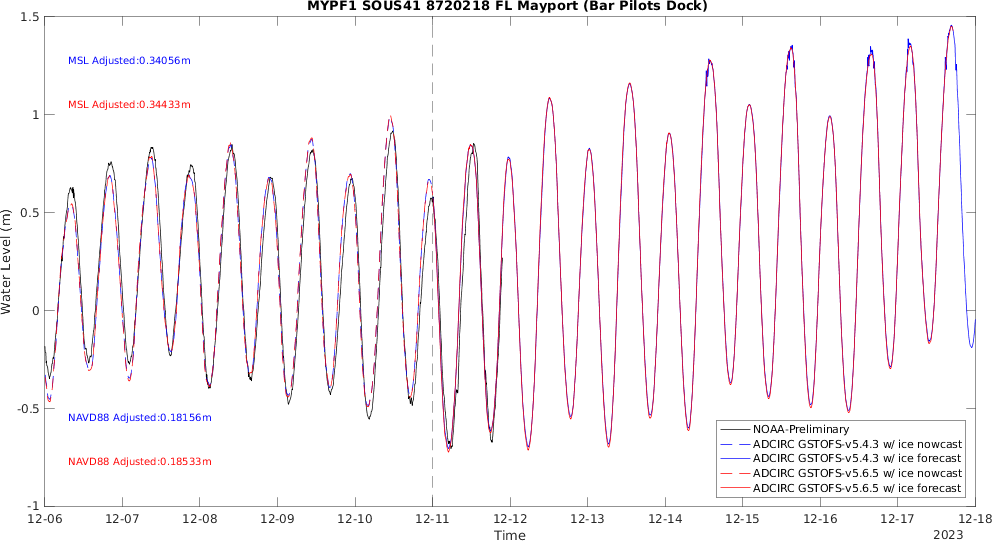 MYPF1 SOUS41 8720218 FL Mayport (Bar Pilots Dock)
1.5
1
0.5
0
-0.5
-1
Water Level (m)
MSL Adjusted:0.34056m
MSL Adjusted:0.34433m
NAVD88 Adjusted:0.18156m
NAVD88 Adjusted:0.18533m
NOAA-Preliminary
ADCIRC GSTOFS-v5.4.3 w/ ice nowcast
ADCIRC GSTOFS-v5.4.3 w/ ice forecast
ADCIRC GSTOFS-v5.6.5 w/ ice nowcast
ADCIRC GSTOFS-v5.6.5 w/ ice forecast
12-06 12-07 12-08 12-09 12-10 12-11 12-12 12-13 12-14 12-15 12-16 12-17 12-18
Time
2023